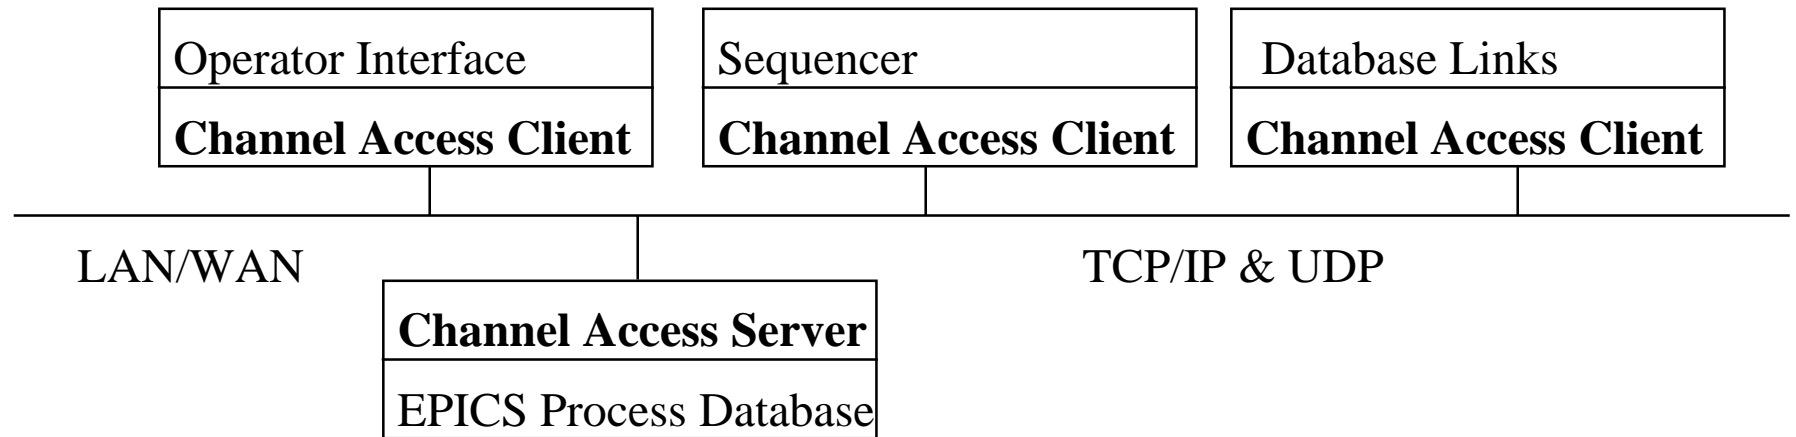 Operator Interface
Channel Access Client
Sequencer
Channel Access Client
Database Links
Channel Access Client
LAN/WAN
TCP/IP & UDP
Channel Access Server
EPICS Process Database